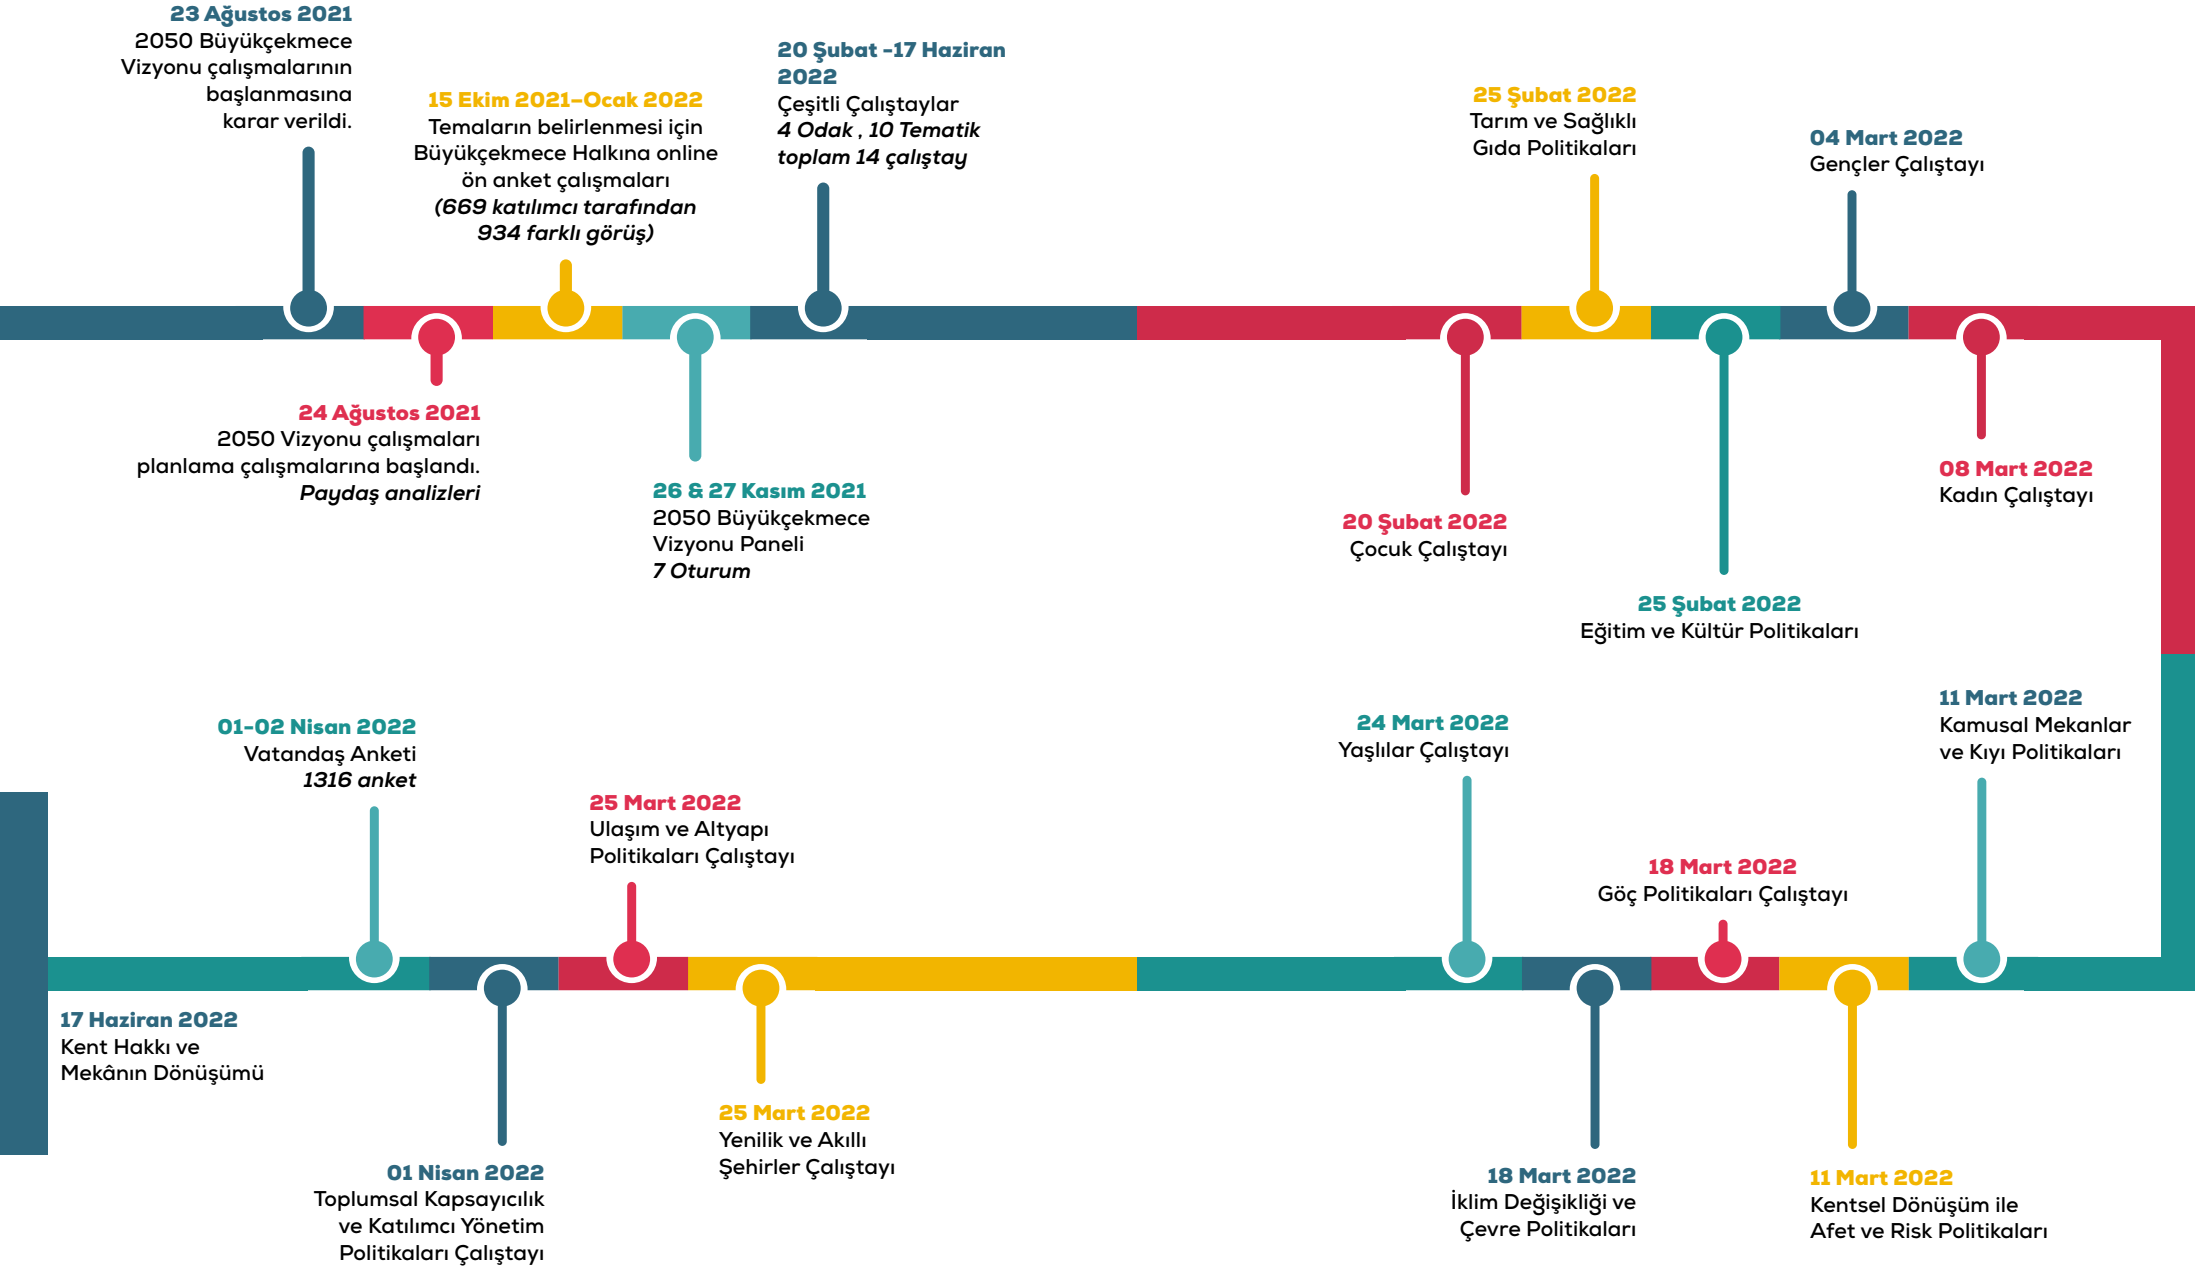 23 Ağustos 2021
2050 Büyükçekmece
Vizyonu çalışmalarının
başlanmasına
karar verildi.
24 Ağustos 2021
2050 Vizyonu çalışmaları
planlama çalışmalarına başlandı.
Paydaş analizleri
15 Ekim 2021–Ocak 2022
Temaların belirlenmesi için
Büyükçekmece Halkına online
ön anket çalışmaları
(669 katılımcı tarafından
934 farklı görüş)
26 & 27 Kasım 2021
2050 Büyükçekmece
Vizyonu Paneli
7 Oturum
20 Şubat -17 Haziran
2022
Çeşitli Çalıştaylar
4 Odak , 10 Tematik
toplam 14 çalıştay
20 Şubat 2022
Çocuk Çalıştayı
25 Şubat 2022
Tarım ve Sağlıklı
Gıda Politikaları
25 Şubat 2022
Eğitim ve Kültür Politikaları
04 Mart 2022
Gençler Çalıştayı
08 Mart 2022
Kadın Çalıştayı
11 Mart 2022
Kamusal Mekanlar
ve Kıyı Politikaları
11 Mart 2022
Kentsel Dönüşüm ile
Afet ve Risk Politikaları
18 Mart 2022
Göç Politikaları Çalıştayı
18 Mart 2022
İklim Değişikliği ve
Çevre Politikaları
24 Mart 2022
Yaşlılar Çalıştayı
25 Mart 2022
Yenilik ve Akıllı
Şehirler Çalıştayı
25 Mart 2022
Ulaşım ve Altyapı
Politikaları Çalıştayı
01 Nisan 2022
Toplumsal Kapsayıcılık
ve Katılımcı Yönetim
Politikaları Çalıştayı
01-02 Nisan 2022
Vatandaş Anketi
1316 anket
17 Haziran 2022
Kent Hakkı ve
Mekânın Dönüşümü